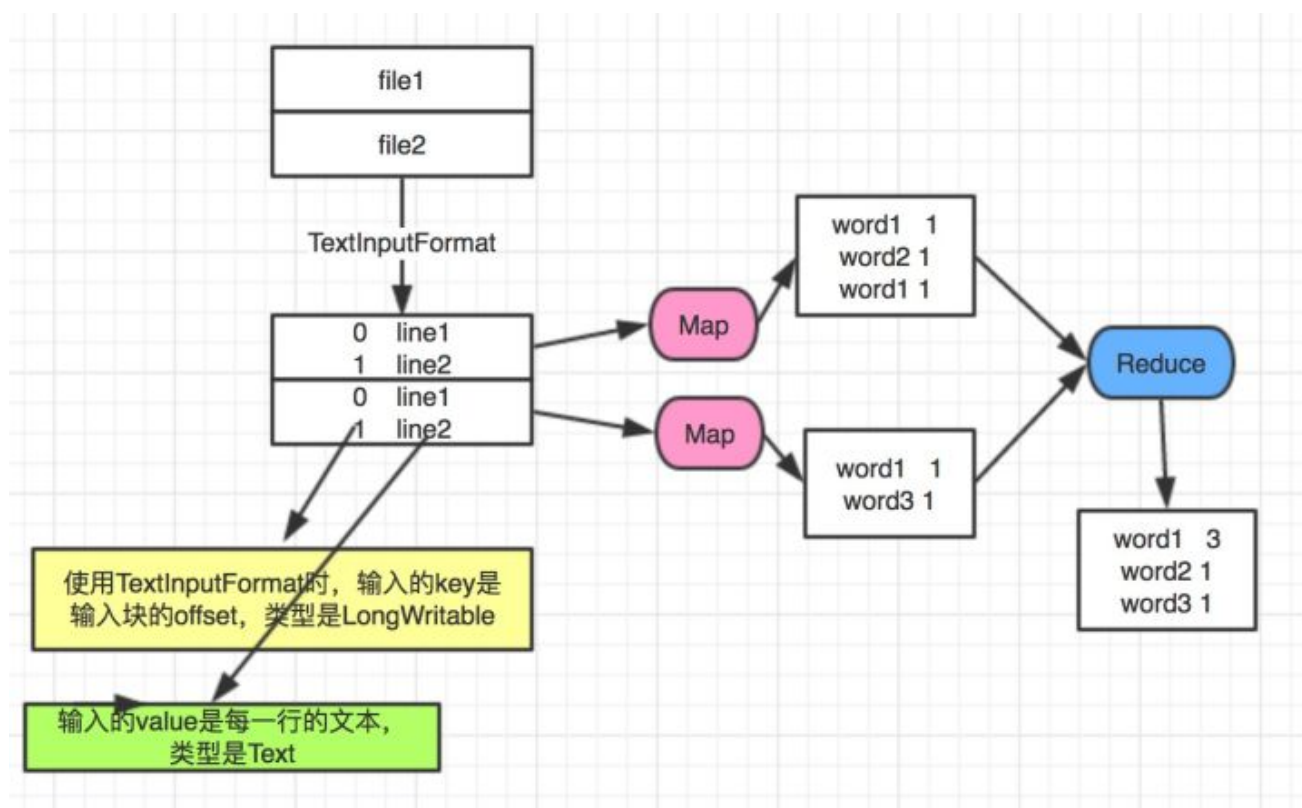 file1
file2
TextInputFormat
0 line1
1 line2
0 line1
1 line2
使用TextInputFormat时，输入的key是
输入块的offset，类型是LongWritable
输入的value是每一行的文本，
类型是Text
Map
Map
word1 1
word2 1
word1 1
word1 1
word3 1
Reduce
word1 3
word2 1
word3 1